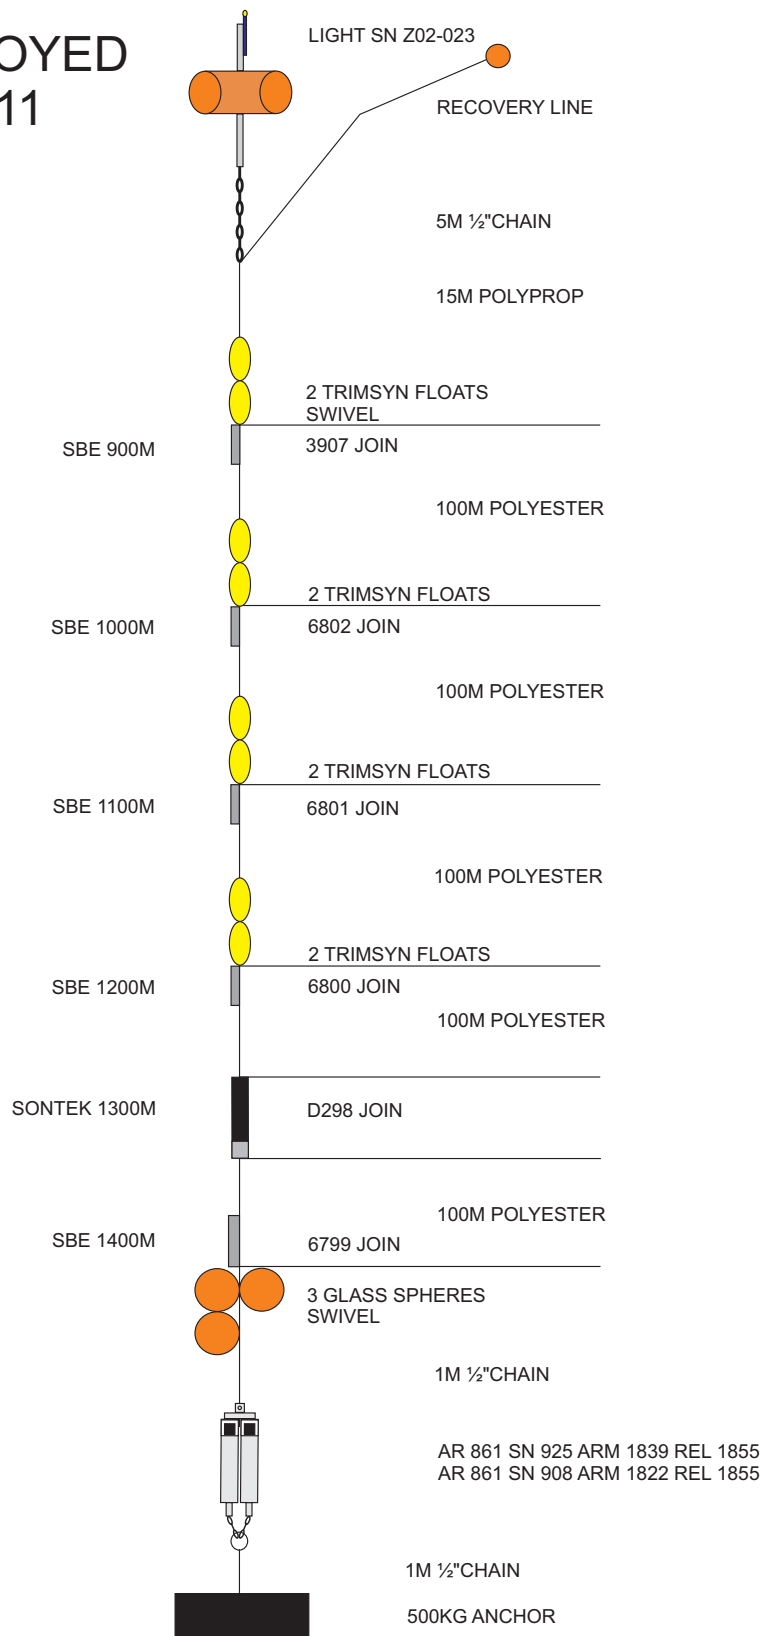 OYED
11
LIGHT SN Z02-023
RECOVERY LINE
5M ½"CHAIN
15M POLYPROP
2 TRIMSYN FLOATS
SWIVEL
SBE 900M
3907 JOIN
100M POLYESTER
2 TRIMSYN FLOATS
SBE 1000M
6802 JOIN
100M POLYESTER
2 TRIMSYN FLOATS
SBE 1100M
6801 JOIN
100M POLYESTER
2 TRIMSYN FLOATS
SBE 1200M
6800 JOIN
100M POLYESTER
SONTEK 1300M
D298 JOIN
100M POLYESTER
SBE 1400M
6799 JOIN
3 GLASS SPHERES
SWIVEL
1M ½"CHAIN
AR 861 SN 925 ARM 1839 REL 1855
AR 861 SN 908 ARM 1822 REL 1855
1M ½"CHAIN
500KG ANCHOR